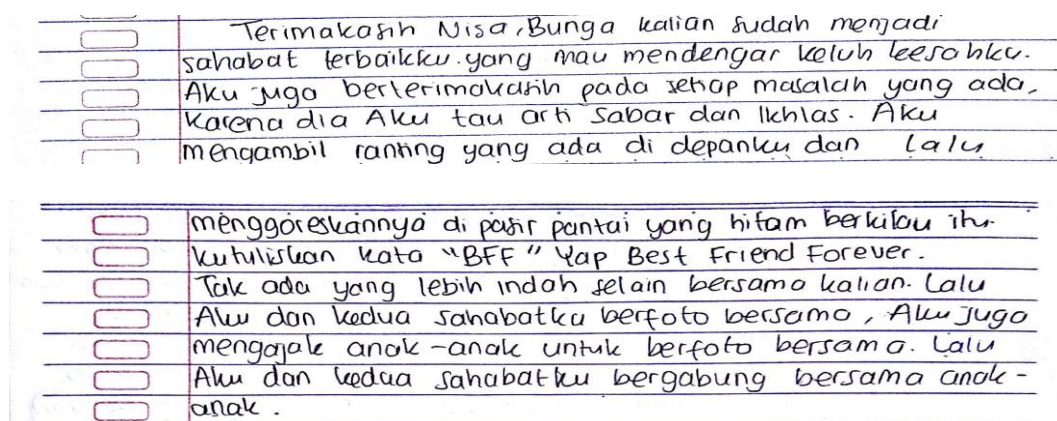 Terimakasih Nisa, Bunga kalian sudah menjadi
sahabat terbaikku.yang mau mendengar keluh kesahku.
Aku juga berterimakasih pada setiap masalah yang ada,
Karena dia Aku tau arti Sabar dan Ikhlas. Aku
mengambil ranting yang ada di depanku dan Lalu
menggoreskannya di pasir pantai yang hitam berkilau itu.
kutuliskan kata "BFF" Yap Best Friend Forever.
Tak ada yang lebih indah selain bersama kalian. Lalu
Aku dan kedua sahabatku berfoto bersama, Aku Juga
mengajak anak-anak untuk berfoto bersama. Lalu
Aku dan kedua sahabatku bergabung bersama anak-
anak.